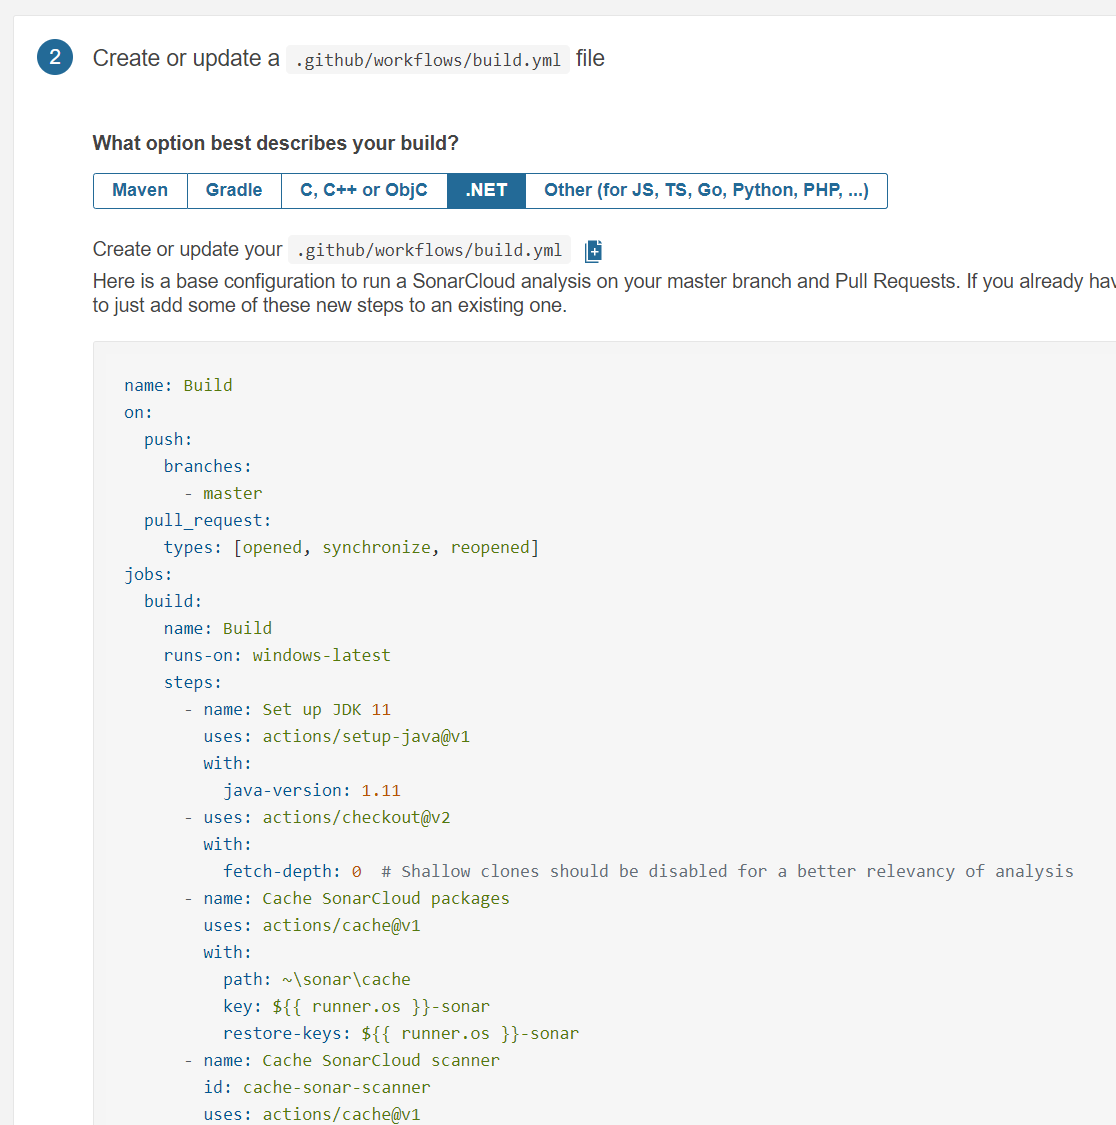 2 Create or update a .github/workflows/build.yml file
What option best describes your build?
Maven Gradle C, C++ or ObjC .NET Other (for JS, TS, Go, Python, PHP, ...)
Create or update your .github/workflows/build.yml
Here is a base configuration to run a SonarCloud analysis on your master branch and Pull Requests. If you already
to just add some of these new steps to an existing one.
name: Build
on:
  push:
    branches:
      - master
  pull_request:
    types: [opened, synchronize, reopened]
jobs:
  build:
    name: Build
    runs-on: windows-latest
    steps:
      - name: Set up JDK 11
        uses: actions/setup-java@v1
        with:
          java-version: 1.11
      - uses: actions/checkout@v2
        with:
          fetch-depth: 0  # Shallow clones should be disabled for a better relevancy of analysis
      - name: Cache SonarCloud packages
        uses: actions/cache@v1
        with:
          path: ~\sonar\cache
          key: ${{ runner.os }}-sonar
          restore-keys: ${{ runner.os }}-sonar
      - name: Cache SonarCloud scanner
        id: cache-sonar-scanner
        uses: actions/cache@v1